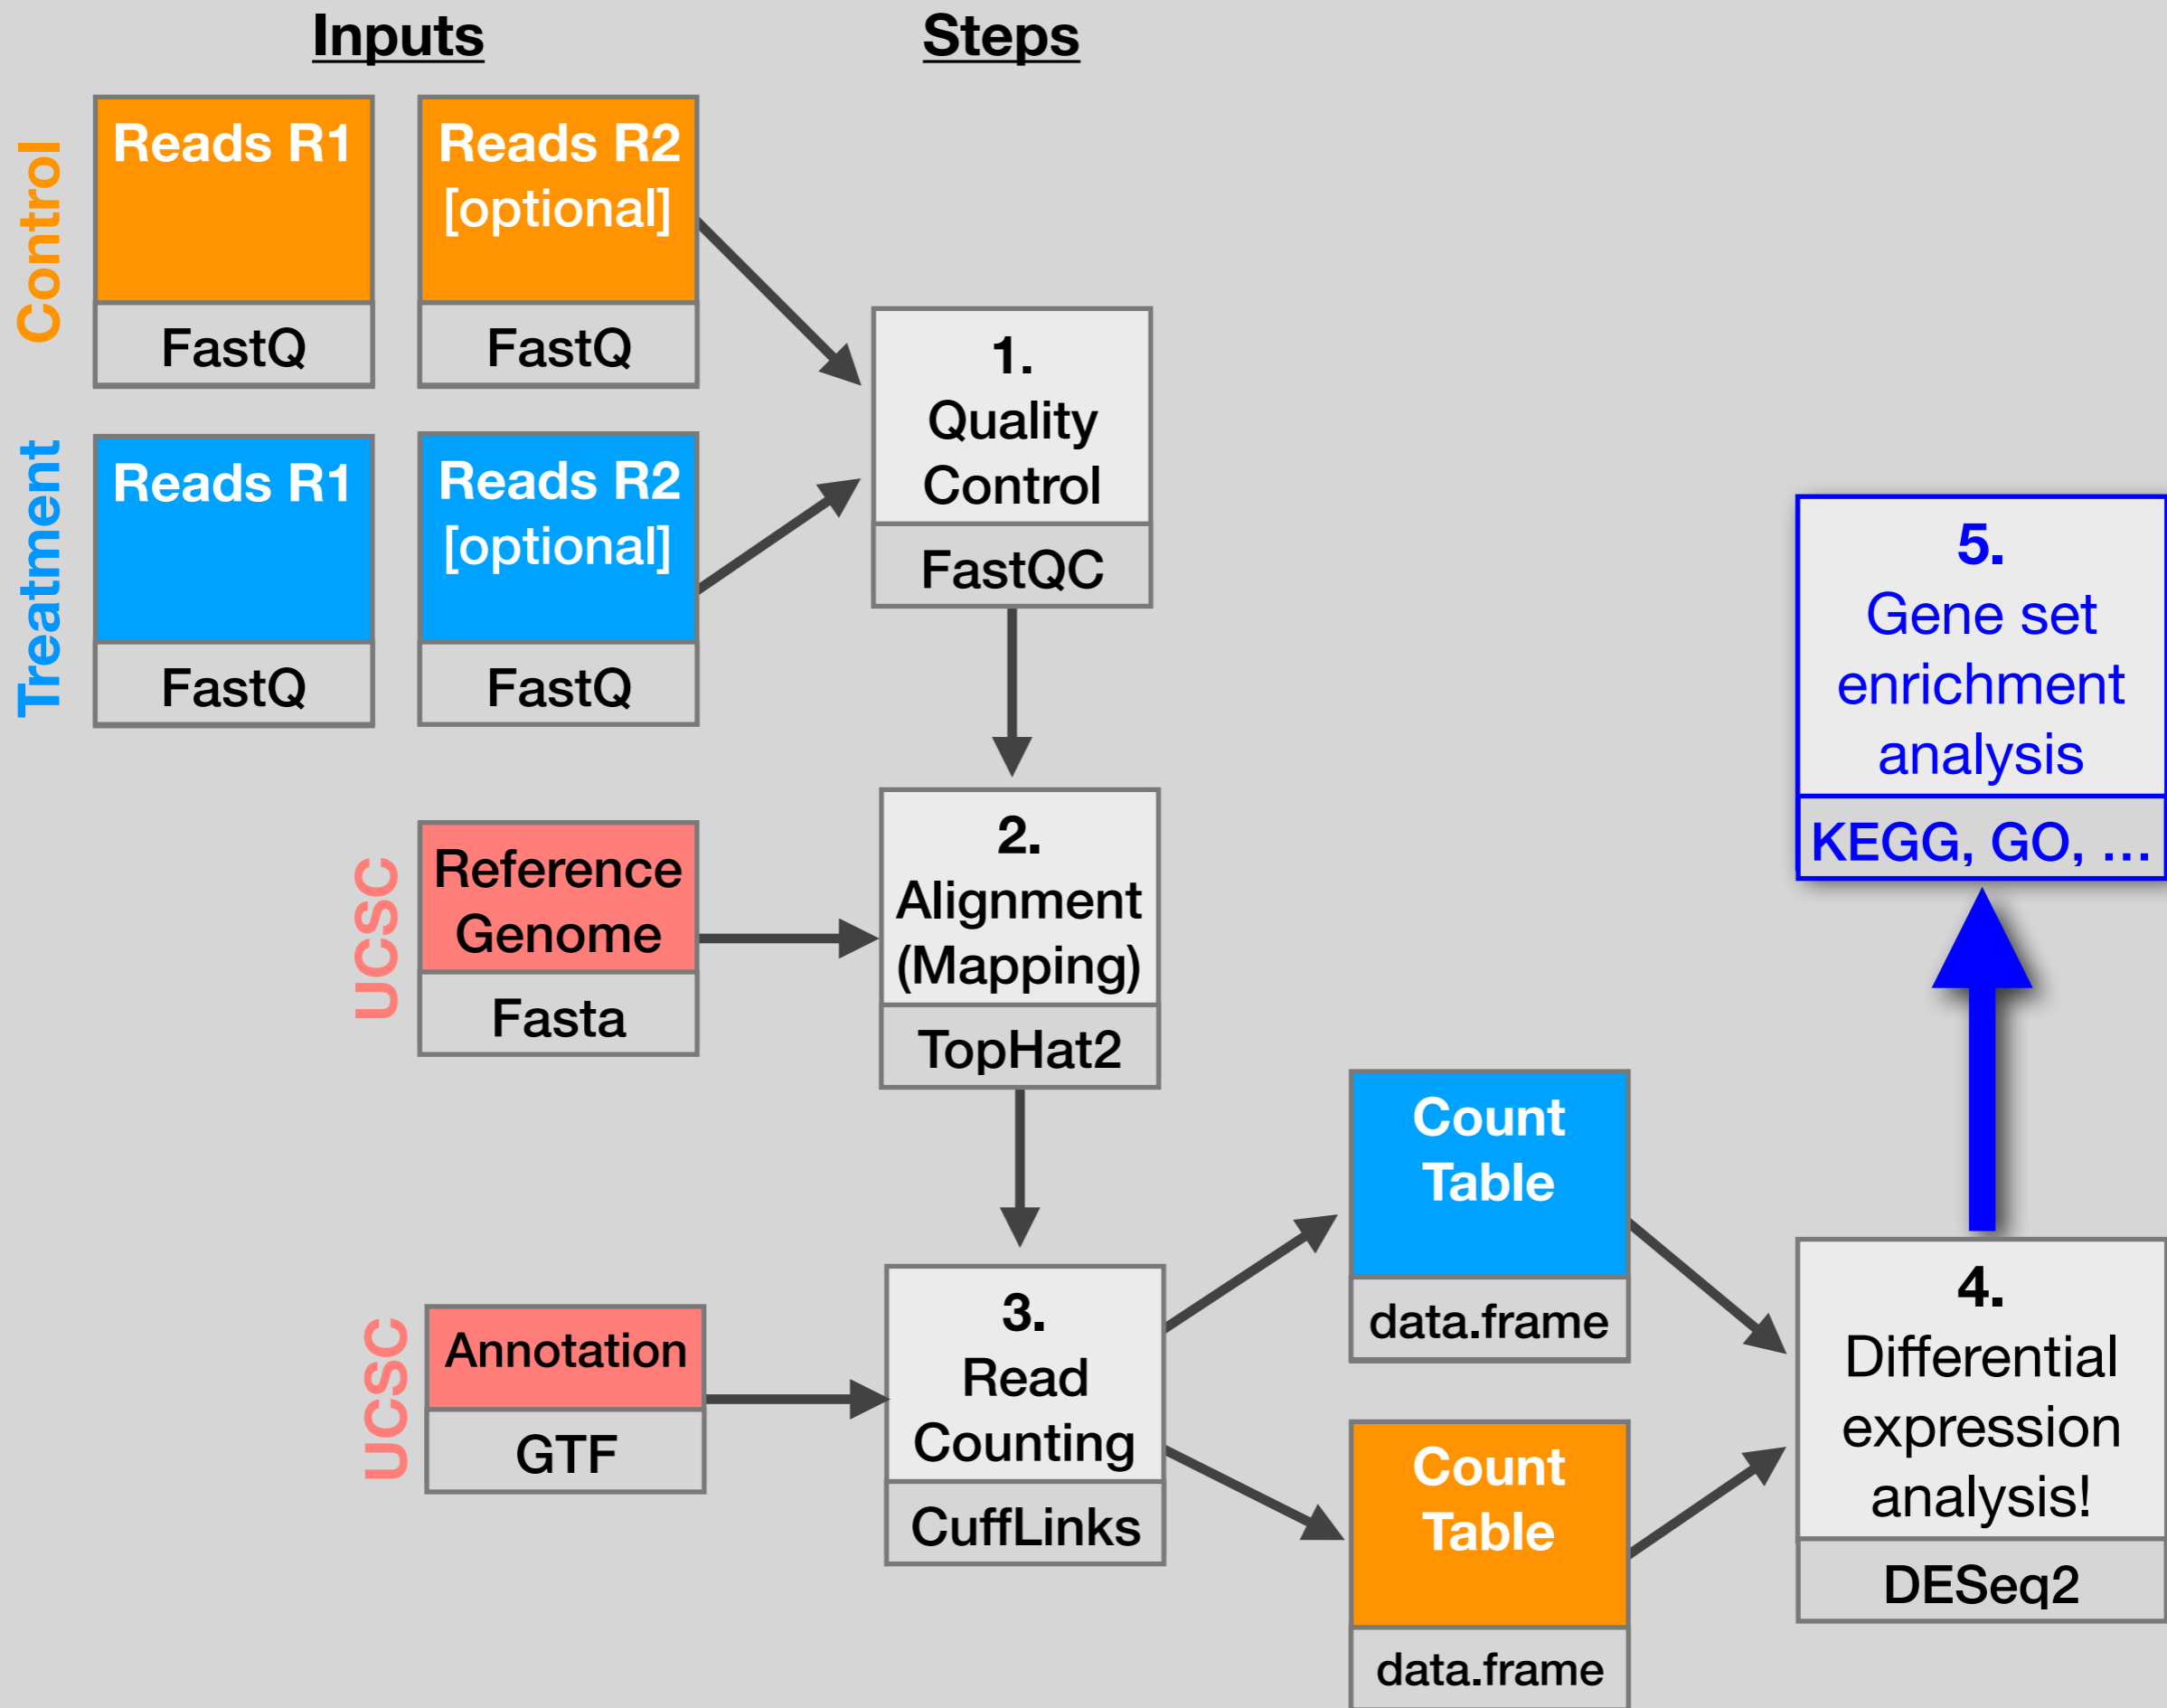 Inputs
Steps
Control
Reads R1
FastQ
Reads R2
[optional]
FastQ
Treatment
Reads R1
FastQ
Reads R2
[optional]
FastQ
1.
Quality
Control
FastQC
UCSC
Reference
Genome
Fasta
2.
Alignment
(Mapping)
TopHat2
UCSC
Annotation
GTF
3.
Read
Counting
CuffLinks
Count
Table
data.frame
Count
Table
data.frame
4.
Differential
expression
analysis!
DESeq2
5.
Gene set
enrichment
analysis
KEGG, GO, …